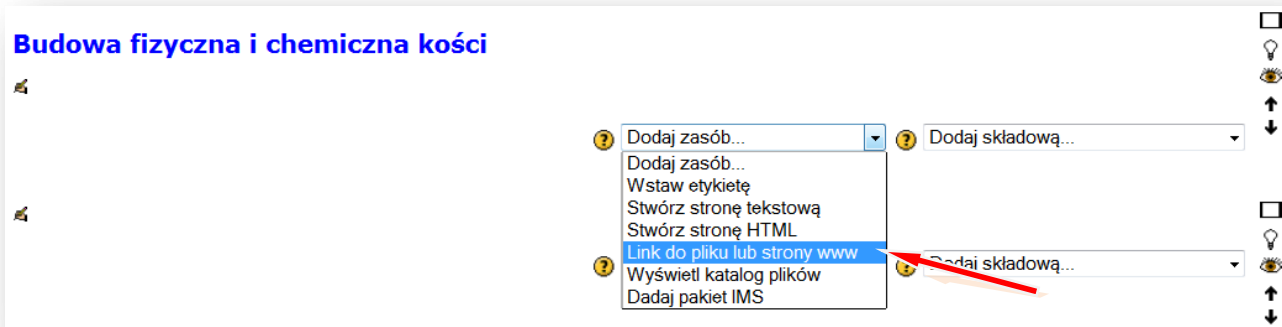 Budowa fizyczna i chemiczna kości
Dodaj zasób... Dodaj składową...
Dodaj zasób...
Wstaw etykietę
Stwórz stronę tekstową
Stwórz stronę HTML
Link do pliku lub strony www
Dodaj składową...
Wyświetl katalog plików
Dadaj pakiet IMS